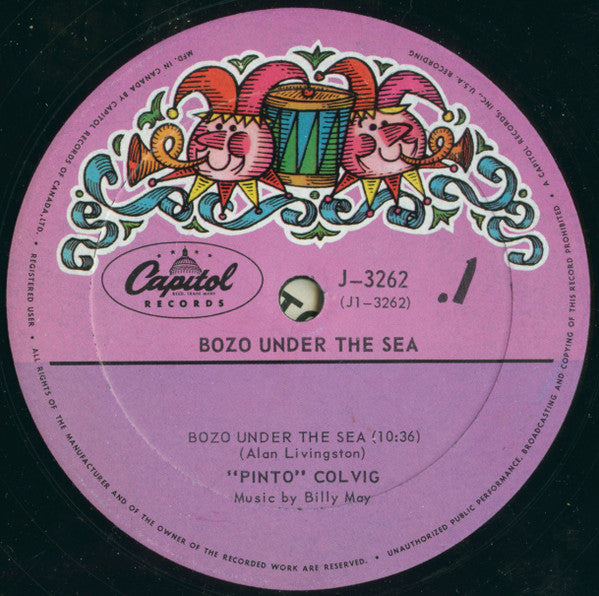 MFD. IN CANADA BY CAPITOL RECORDS OF CANADA, LTD. • REGISTERED USER • ALL RIGHTS OF THE MANUFACTURER AND OF THE OWNER OF THE RECORDED WORK ARE RESERVED. • UNAUTHORIZED PUBLIC PERFORMANCE, BROADCASTING AND COPYING OF THIS RECORD PROHIBITED • A CAPITOL RECORDS, INC., U.S.A. RECORDING
Capitol
REG. U.S. TRADE MARK
RECORDS
J-3262
(J1-3262)
.1
BOZO UNDER THE SEA
BOZO UNDER THE SEA (10:36)
(Alan Livingston)
"PINTO" COLVIG
Music by Billy May